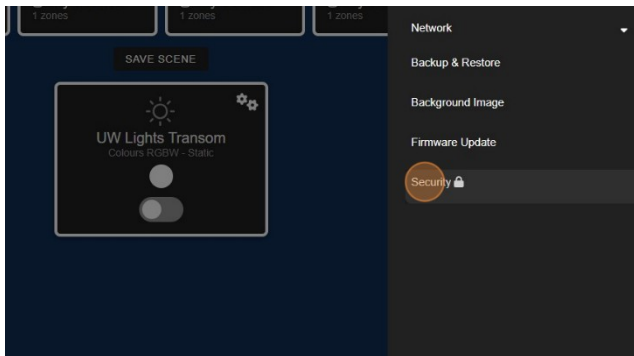 1 zones
1 zones
1 zones
SAVE SCENE
UW Lights Transom
Colours RGBW - Static
Network
Backup & Restore
Background Image
Firmware Update
Security